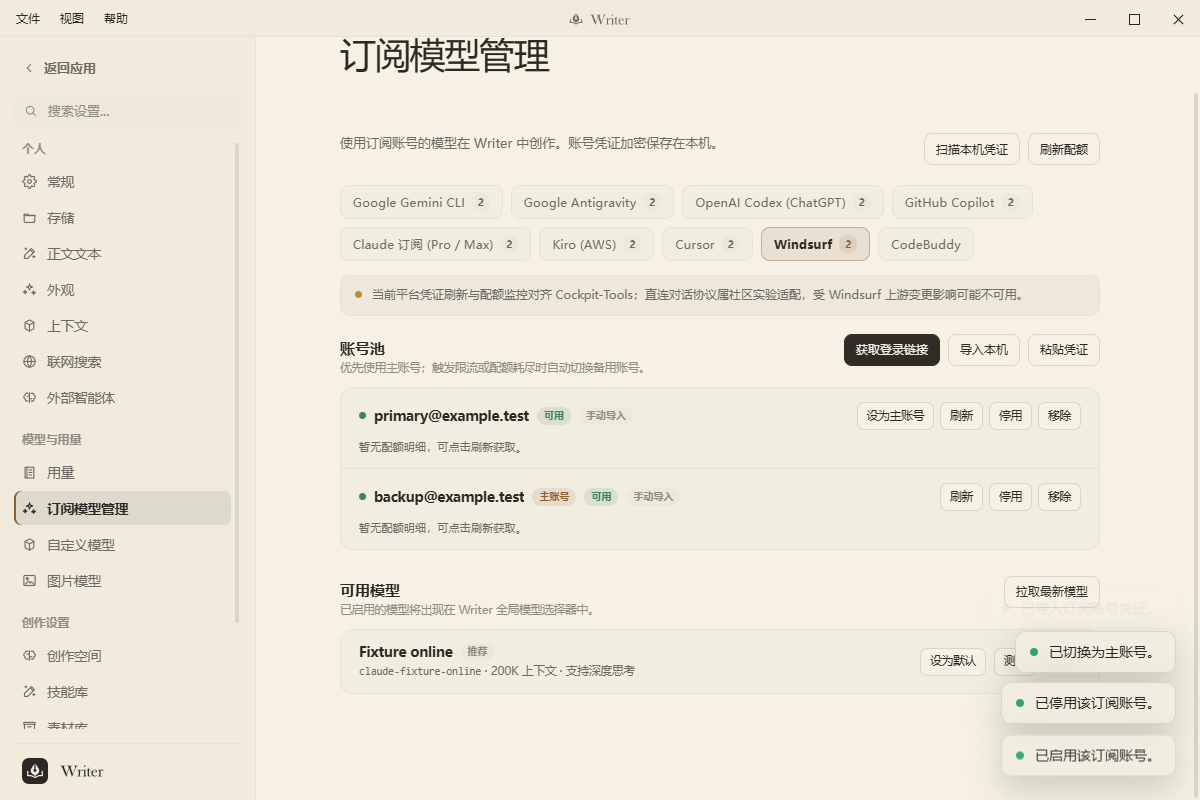 文件 视图 帮助
Writer
返回应用
搜索设置...
个人
常规
存储
正文文本
外观
上下文
联网搜索
外部智能体
模型与用量
用量
订阅模型管理
自定义模型
图片模型
创作设置
创作空间
技能库
素材库
Writer
订阅模型管理
使用订阅账号的模型在 Writer 中创作。账号凭证加密保存在本机。
扫描本机凭证 刷新配额
Google Gemini CLI 2 Google Antigravity 2 OpenAI Codex (ChatGPT) 2 GitHub Copilot 2
Claude 订阅 (Pro / Max) 2 Kiro (AWS) 2 Cursor 2 Windsurf 2 CodeBuddy
当前平台凭证刷新与配额监控对齐 Cockpit-Tools；直连对话协议属社区实验适配，受 Windsurf 上游变更影响可能不可用。
账号池
优先使用主账号；触发限流或配额耗尽时自动切换备用账号。
获取登录链接 导入本机 粘贴凭证
primary@example.test 可用 手动导入
设为主账号 刷新 停用 移除
暂无配额明细，可点击刷新获取。
backup@example.test 主账号 可用 手动导入
刷新 停用 移除
暂无配额明细，可点击刷新获取。
可用模型
已启用的模型将出现在 Writer 全局模型选择器中。
拉取最新模型
已导入订阅账号凭证。
Fixture online 推荐
claude-fixture-online · 200K 上下文 · 支持深度思考
设为默认 测
已切换为主账号。
已停用该订阅账号。
已启用该订阅账号。